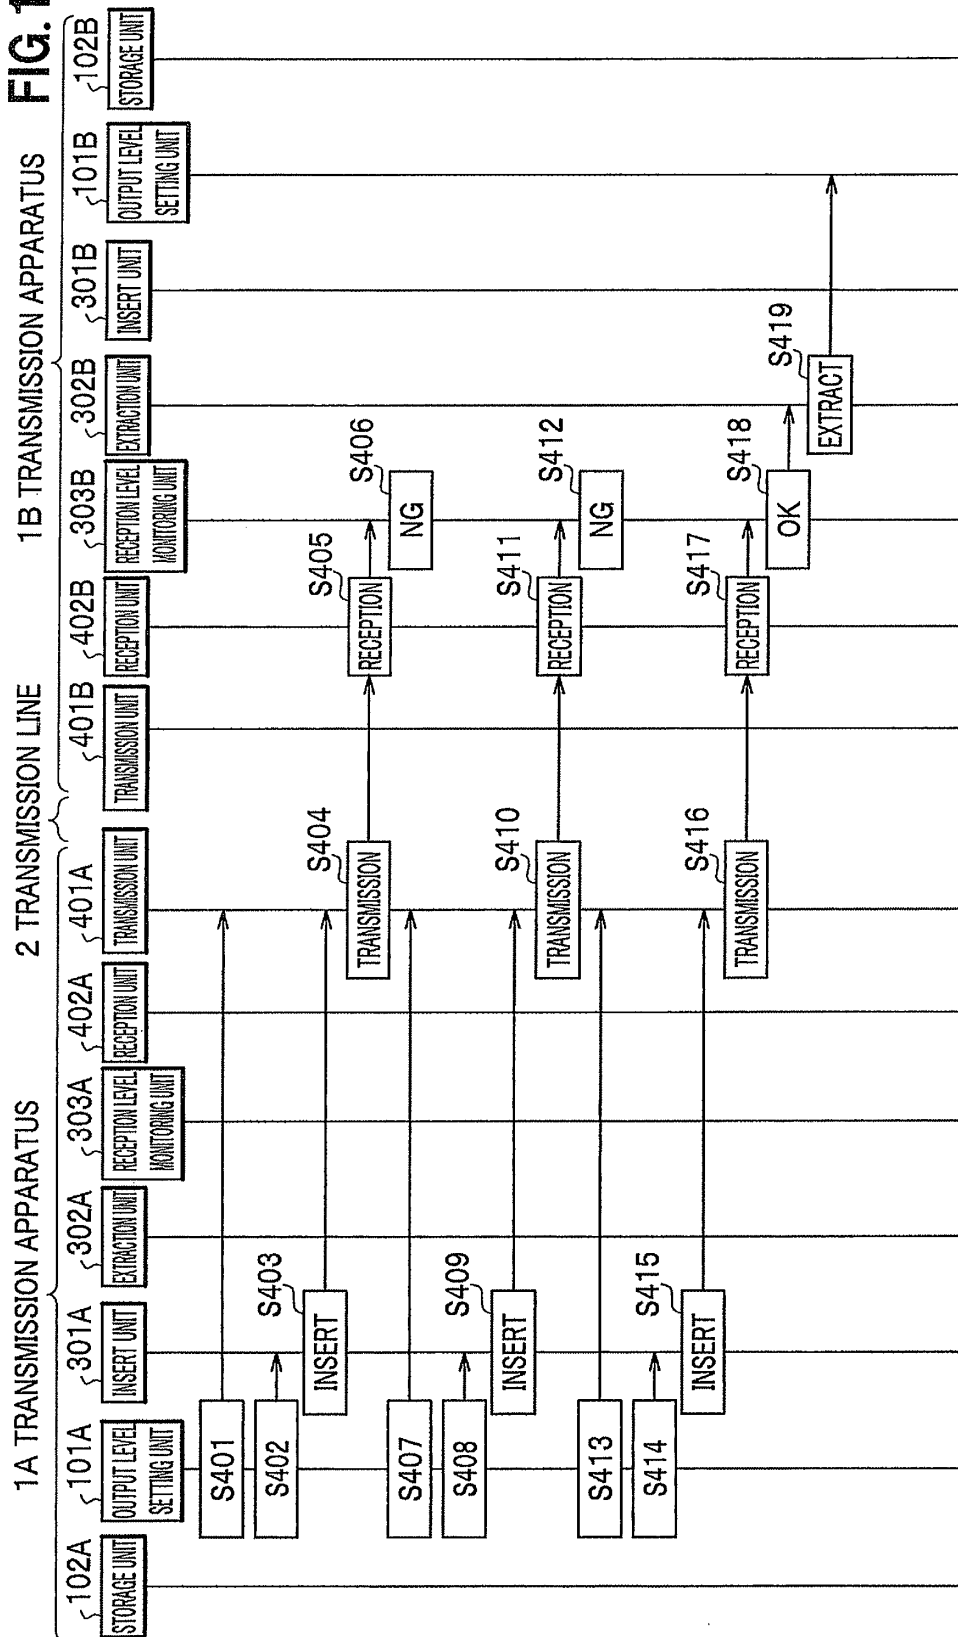 FIG. 1
1A TRANSMISSION APPARATUS
2 TRANSMISSION LINE
1B TRANSMISSION APPARATUS
102A
101A
301A
302A
303A
402A
401A
401B
402B
303B
302B
301B
101B
102B
STORAGE UNIT
OUTPUT LEVEL
SETTING UNIT
INSERT UNIT
EXTRACTION UNIT
RECEPTION LEVEL
MONITORING UNIT
RECEPTION UNIT
TRANSMISSION UNIT
TRANSMISSION UNIT
RECEPTION UNIT
RECEPTION LEVEL
MONITORING UNIT
EXTRACTION UNIT
INSERT UNIT
OUTPUT LEVEL
SETTING UNIT
STORAGE UNIT
S401
S402
S403
INSERT
S404
TRANSMISSION
S405
RECEPTION
S406
NG
S407
S408
S409
INSERT
S410
TRANSMISSION
S411
RECEPTION
S412
NG
S413
S414
S415
INSERT
S416
TRANSMISSION
S417
RECEPTION
S418
OK
S419
EXTRACT